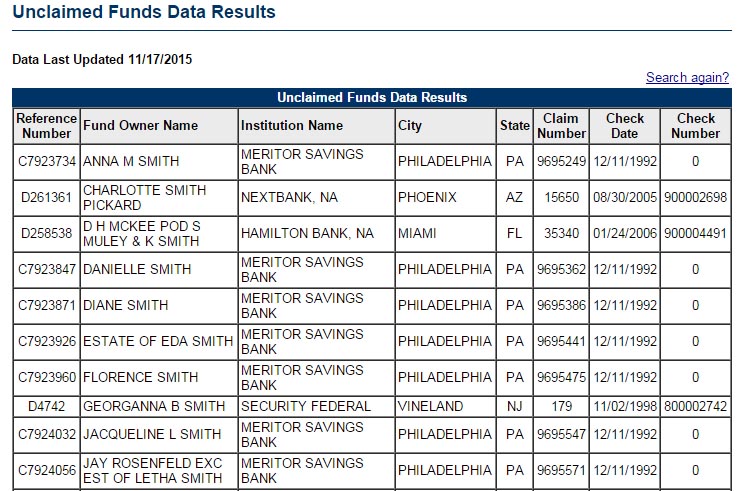 Unclaimed Funds Data Results
Data Last Updated 11/17/2015
Search again?
Unclaimed Funds Data Results
Reference Number Fund Owner Name Institution Name City State Claim Number Check Date Check Number
C7923734 ANNA M SMITH MERITOR SAVINGS BANK PHILADELPHIA PA 9695249 12/11/1992 0
D261361 CHARLOTTE SMITH PICKARD NEXTBANK, NA PHOENIX AZ 15650 08/30/2005 900002698
D258538 D H MCKEE POD S MULEY & K SMITH HAMILTON BANK, NA MIAMI FL 35340 01/24/2006 900004491
C7923847 DANIELLE SMITH MERITOR SAVINGS BANK PHILADELPHIA PA 9695362 12/11/1992 0
C7923871 DIANE SMITH MERITOR SAVINGS BANK PHILADELPHIA PA 9695386 12/11/1992 0
C7923926 ESTATE OF EDA SMITH MERITOR SAVINGS BANK PHILADELPHIA PA 9695441 12/11/1992 0
C7923960 FLORENCE SMITH MERITOR SAVINGS BANK PHILADELPHIA PA 9695475 12/11/1992 0
D4742 GEORGANNA B SMITH SECURITY FEDERAL VINELAND NJ 179 11/02/1998 800002742
C7924032 JACQUELINE L SMITH MERITOR SAVINGS BANK PHILADELPHIA PA 9695547 12/11/1992 0
C7924056 JAY ROSENFELD EXC EST OF LETHA SMITH MERITOR SAVINGS BANK PHILADELPHIA PA 9695571 12/11/1992 0